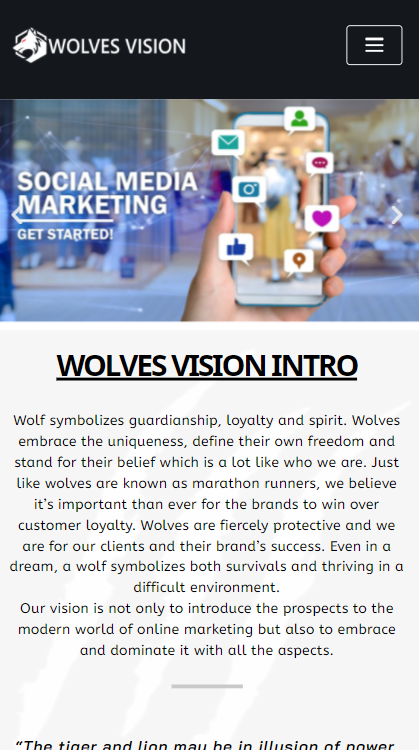 WOLVES VISION
SOCIAL MEDIA
MARKETING
GET STARTED!
WOLVES VISION INTRO
Wolf symbolizes guardianship, loyalty and spirit. Wolves
embrace the uniqueness, define their own freedom and
stand for their belief which is a lot like who we are. Just
like wolves are known as marathon runners, we believe
it’s important than ever for the brands to win over
customer loyalty. Wolves are fiercely protective and we
are for our clients and their brand’s success. Even in a
dream, a wolf symbolizes both survivals and thriving in a
difficult environment.
Our vision is not only to introduce the prospects to the
modern world of online marketing but also to embrace
and dominate it with all the aspects.
“The tiger and lion may be in illusion of power